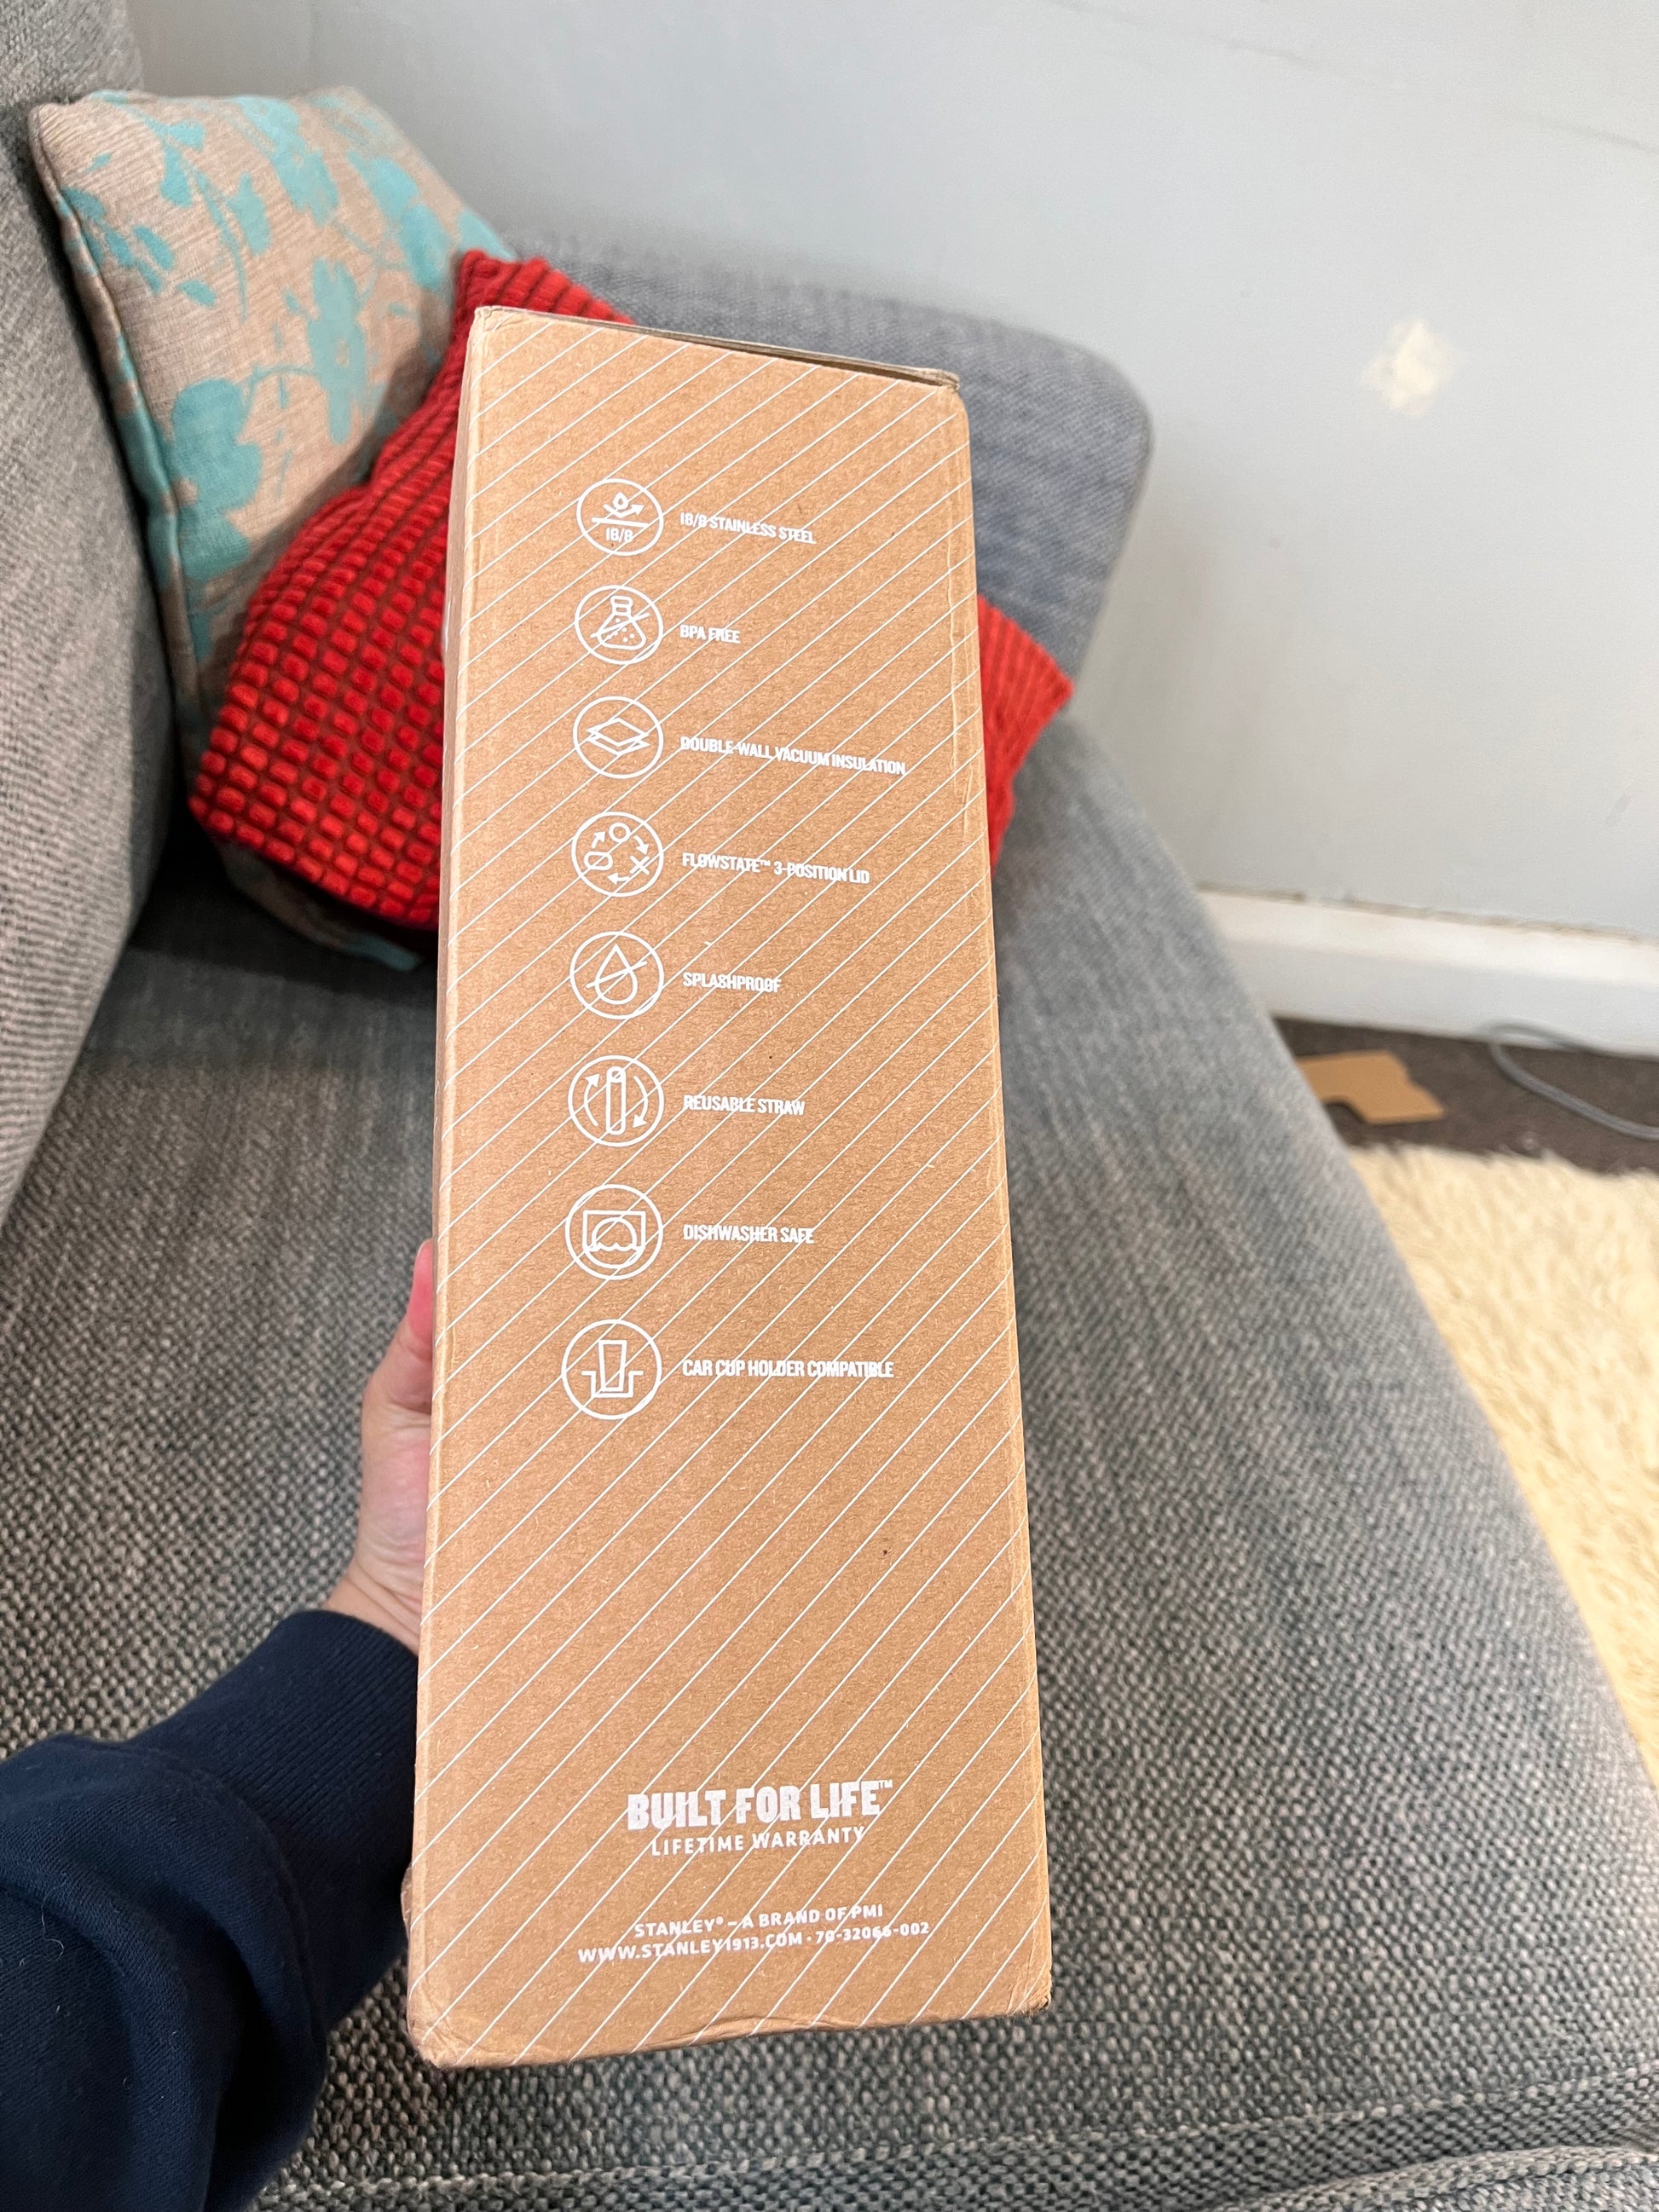 18/8
18/8 STAINLESS STEEL
BPA FREE
DOUBLE-WALL VACUUM INSULATION
FLOWSTATE™ 3-POSITION LID
SPLASHPROOF
REUSABLE STRAW
DISHWASHER SAFE
CAR CUP HOLDER COMPATIBLE
BUILT FOR LIFE™
LIFETIME WARRANTY
STANLEY® – A BRAND OF PMI
WWW.STANLEY1913.COM · 70-32066-002